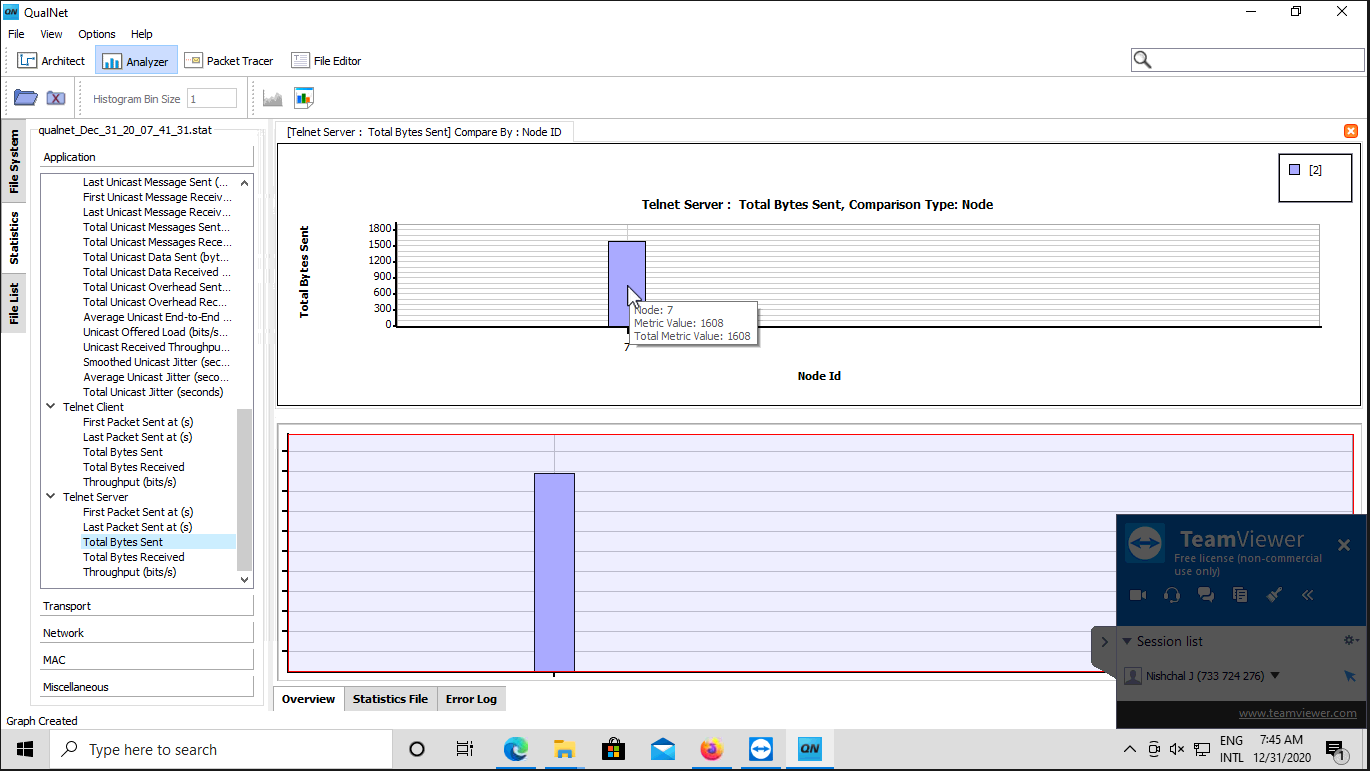 QN QualNet
File View Options Help
Architect Analyzer Packet Tracer File Editor
Histogram Bin Size 1
File System
Statistics
File List
qualnet_Dec_31_20_07_41_31.stat
Application
Last Unicast Message Sent (...
First Unicast Message Receiv...
Last Unicast Message Receiv...
Total Unicast Messages Sent...
Total Unicast Messages Rece...
Total Unicast Data Sent (byt...
Total Unicast Data Received ...
Total Unicast Overhead Sent...
Total Unicast Overhead Rec...
Average Unicast End-to-End ...
Unicast Offered Load (bits/s...
Unicast Received Throughpu...
Smoothed Unicast Jitter (sec...
Average Unicast Jitter (seco...
Total Unicast Jitter (seconds)
Telnet Client
First Packet Sent at (s)
Last Packet Sent at (s)
Total Bytes Sent
Total Bytes Received
Throughput (bits/s)
Telnet Server
First Packet Sent at (s)
Last Packet Sent at (s)
Total Bytes Sent
Total Bytes Received
Throughput (bits/s)
Transport
Network
MAC
Miscellaneous
Graph Created
[Telnet Server : Total Bytes Sent] Compare By : Node ID
[2]
Telnet Server : Total Bytes Sent, Comparison Type: Node
Total Bytes Sent
1800
1500
1200
900
600
300
0
Node: 7
Metric Value: 1608
Total Metric Value: 1608
7
Node Id
Overview Statistics File Error Log
TeamViewer
Free license (non-commercial
use only)
Session list
Nishchal J (733 724 276)
www.teamviewer.com
Type here to search
QN
ENG
INTL
7:45 AM
12/31/2020
1